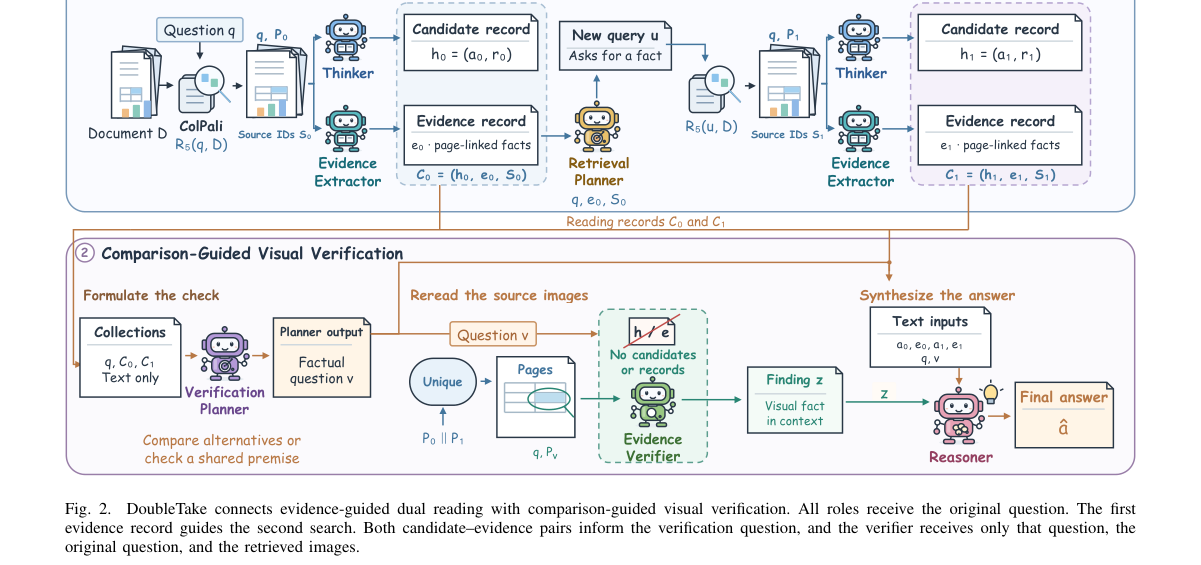 Question q
Document D
ColPali
R₅(q, D)
q, P₀
Source IDs S₀
Thinker
Evidence
Extractor
Candidate record
h₀ = (a₀, r₀)
Evidence record
e₀ · page-linked facts
C₀ = (h₀, e₀, S₀)
New query u
Asks for a fact
Retrieval
Planner
q, e₀, S₀
R₅(u, D)
q, P₁
Source IDs S₁
Thinker
Evidence
Extractor
Candidate record
h₁ = (a₁, r₁)
Evidence record
e₁ · page-linked facts
C₁ = (h₁, e₁, S₁)
Reading records C₀ and C₁
2 Comparison-Guided Visual Verification
Formulate the check
Collections
q, C₀, C₁
Text only
Verification
Planner
Planner output
Factual
question v
Compare alternatives or
check a shared premise
Reread the source images
Question v
Unique
P₀ || P₁
Pages
q, Pᵥ
h / e
No candidates
or records
Evidence
Verifier
Finding z
Visual fact
in context
z
Synthesize the answer
Text inputs
a₀, e₀, a₁, e₁
q, v
Reasoner
Final answer
â
Fig. 2. DoubleTake connects evidence-guided dual reading with comparison-guided visual verification. All roles receive the original question. The first
evidence record guides the second search. Both candidate–evidence pairs inform the verification question, and the verifier receives only that question, the
original question, and the retrieved images.